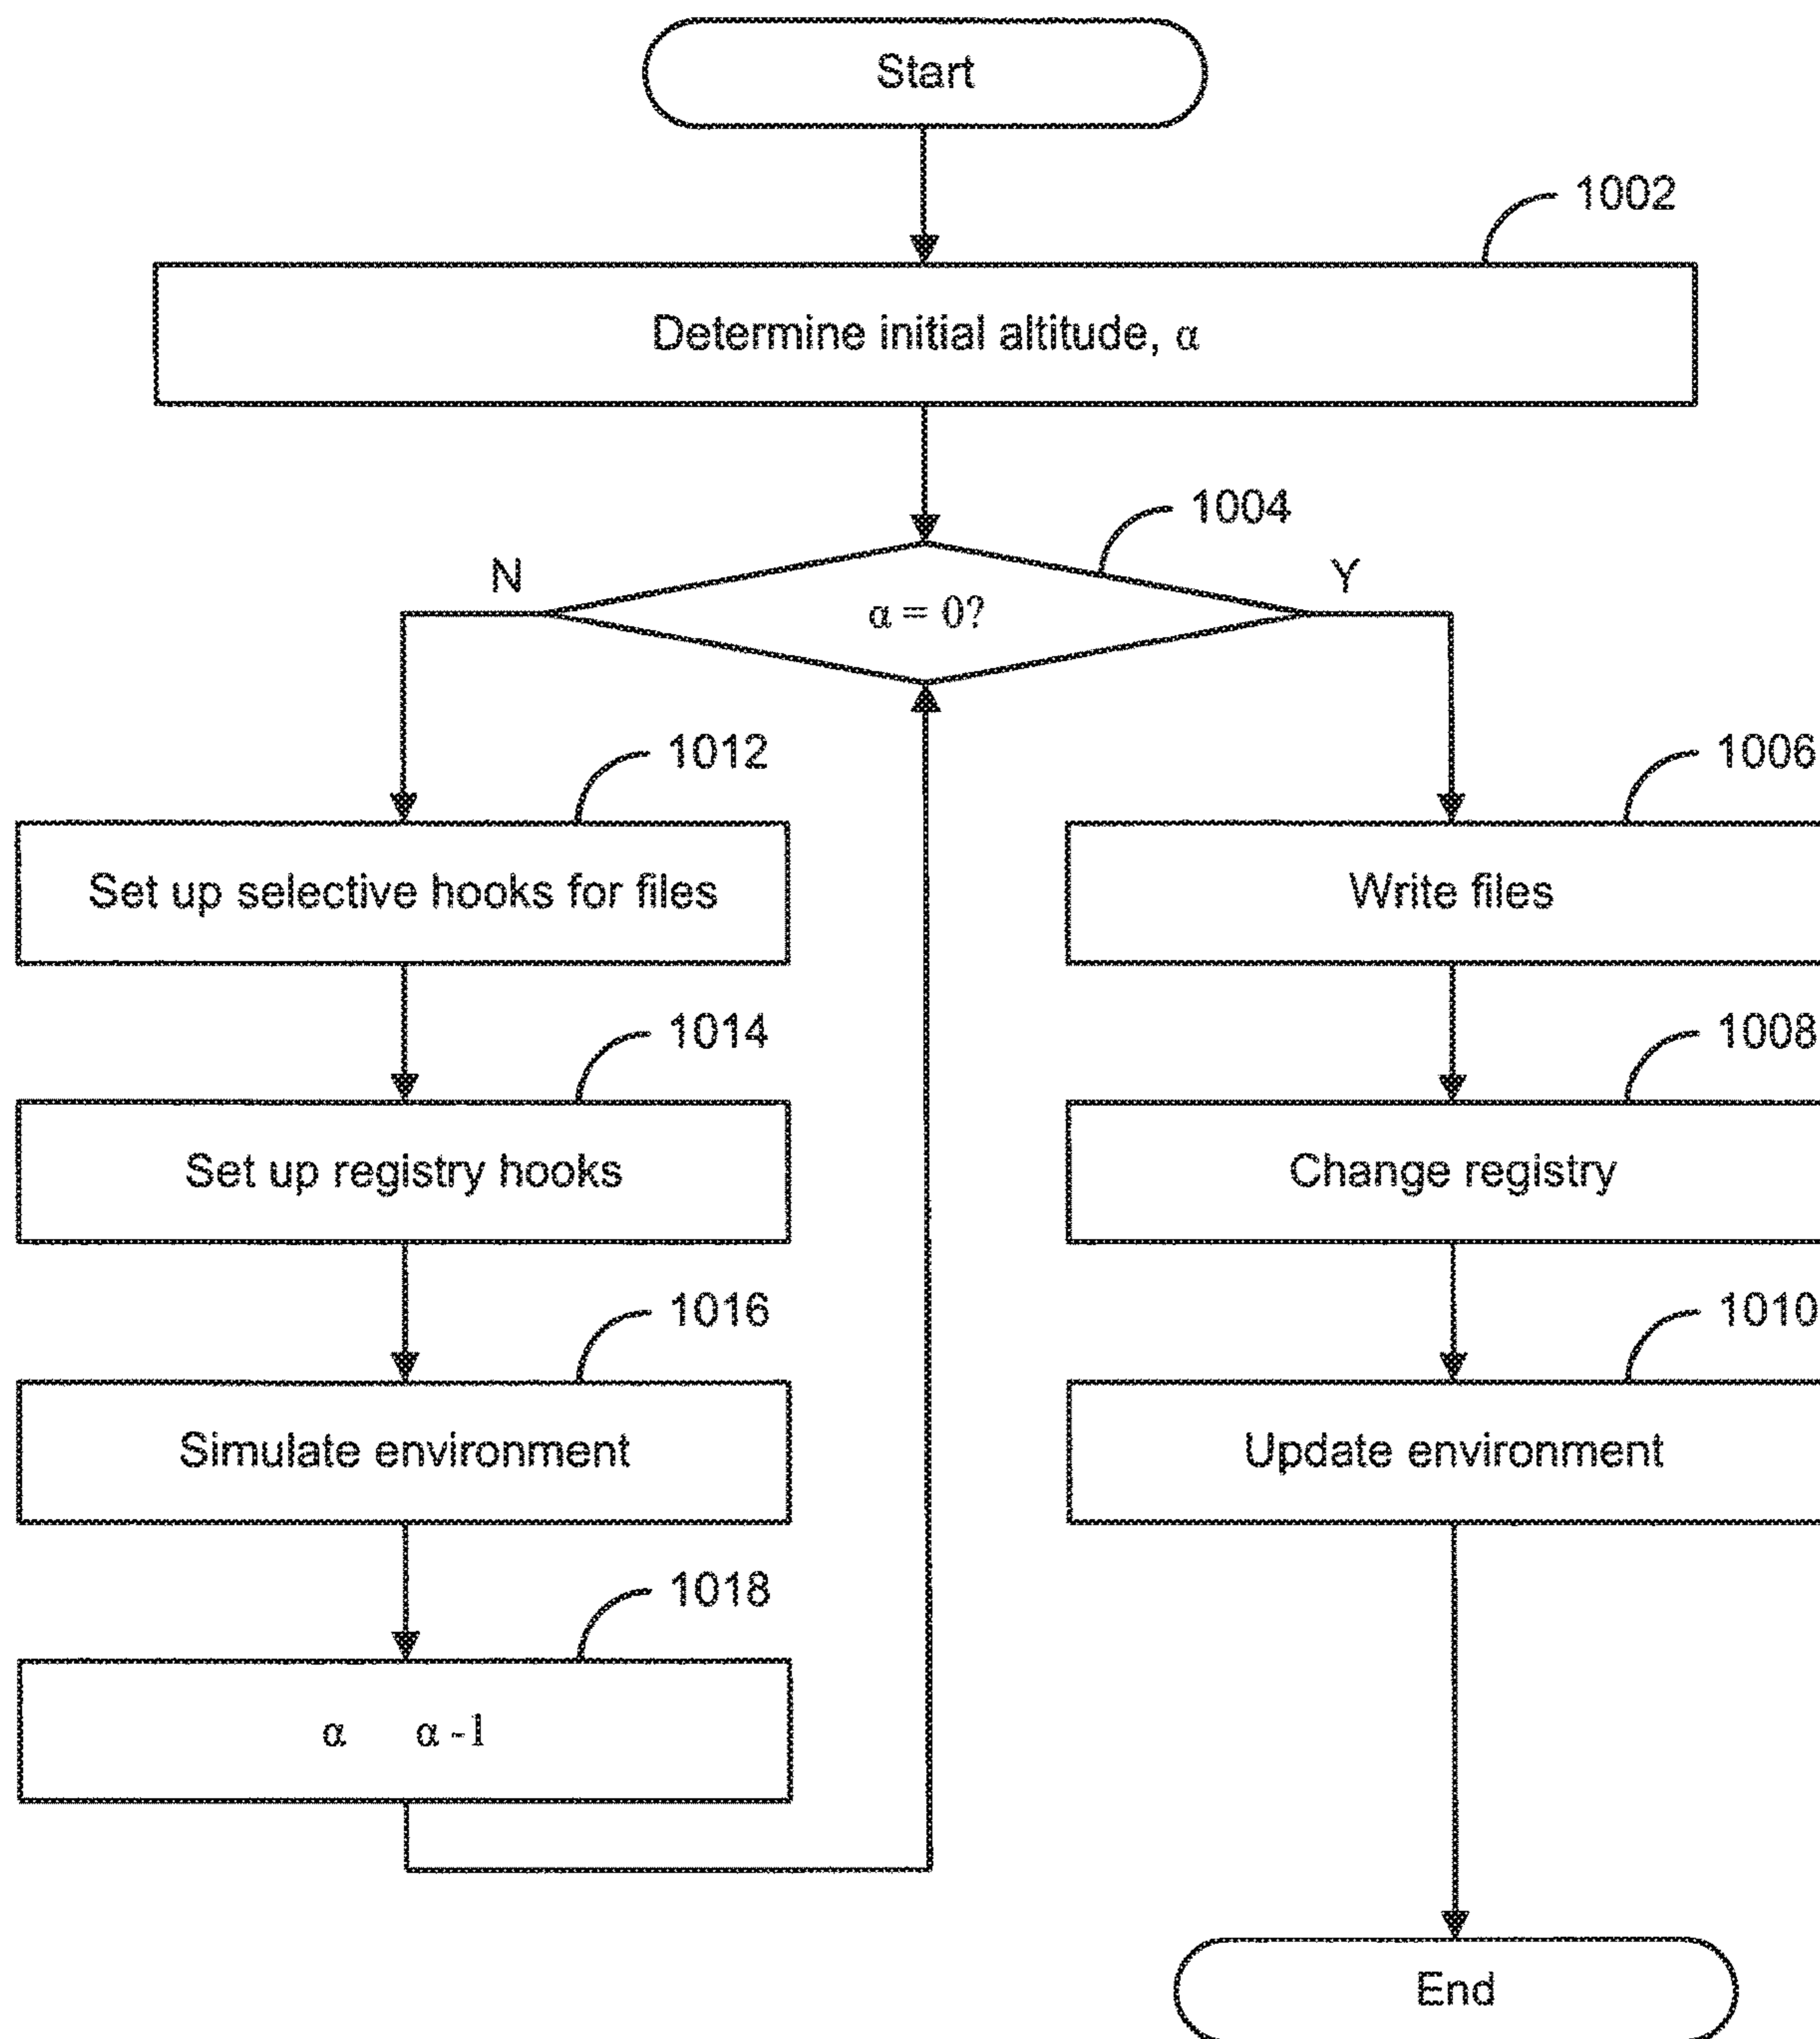 Start
1002
Determine initial altitude, α
1004
N
Y
α = 0?
1012
1006
Set up selective hooks for files
Write files
1014
1008
Set up registry hooks
Change registry
1016
1010
Simulate environment
Update environment
1018
α α -1
End